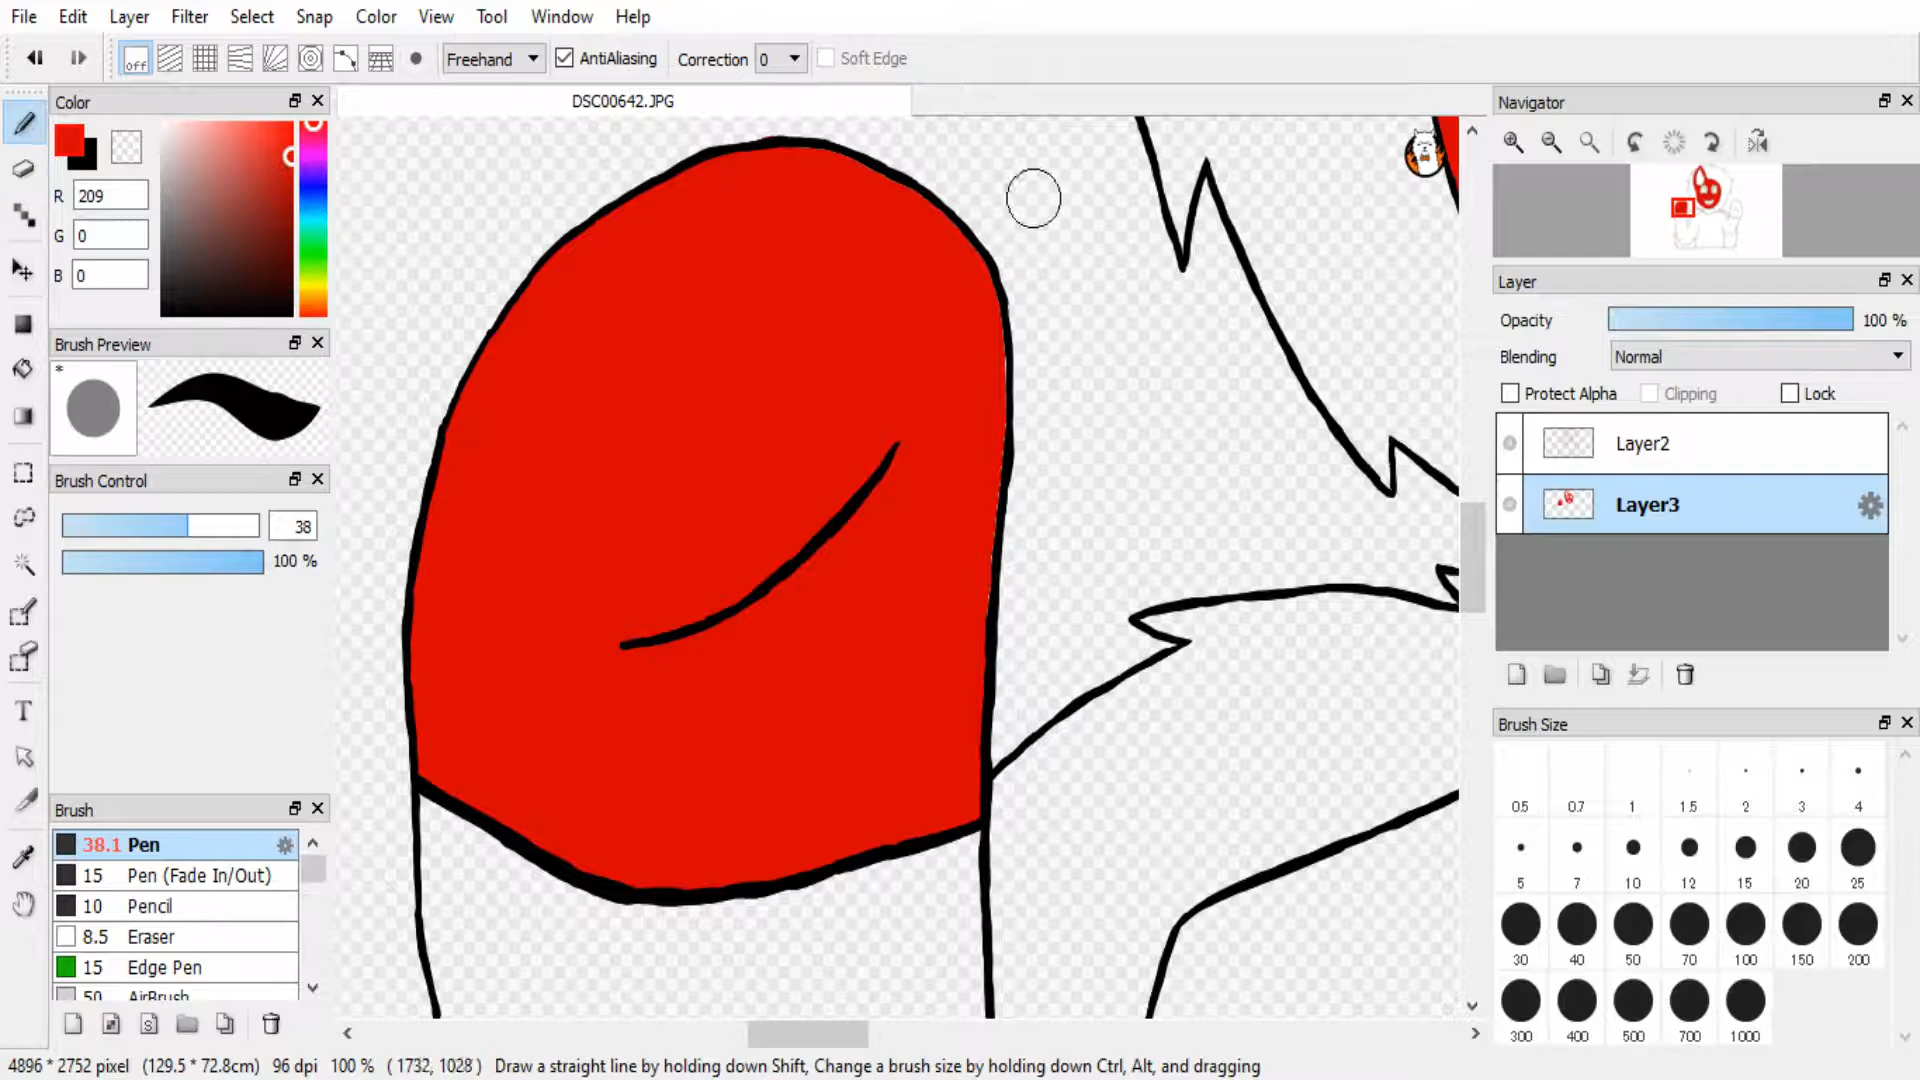 File Edit Layer Filter Select Snap Color View Tool Window Help
off Freehand AntiAliasing Correction 0 Soft Edge
Color
DSC00642.JPG
Navigator
R 209
G 0
B 0
Layer
Opacity 100 %
Blending Normal
Protect Alpha Clipping Lock
Layer2
Layer3
Brush Preview
*
Brush Control
38
100 %
Brush Size
0.5 0.7 1 1.5 2 3 4
5 7 10 12 15 20 25
30 40 50 70 100 150 200
300 400 500 700 1000
Brush
38.1 Pen
15 Pen (Fade In/Out)
10 Pencil
8.5 Eraser
15 Edge Pen
50 AirBrush
S
T
4896 * 2752 pixel (129.5 * 72.8cm) 96 dpi 100 % ( 1732, 1028 ) Draw a straight line by holding down Shift, Change a brush size by holding down Ctrl, Alt, and dragging